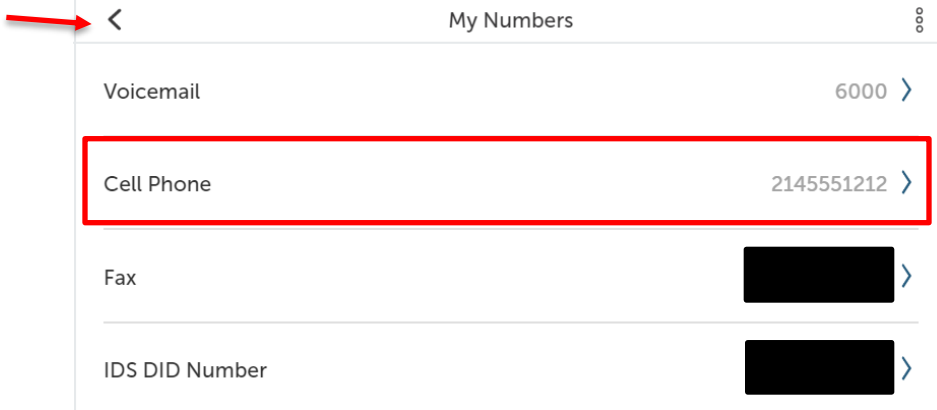 My Numbers
Voicemail 6000
Cell Phone 2145551212
Fax
IDS DID Number